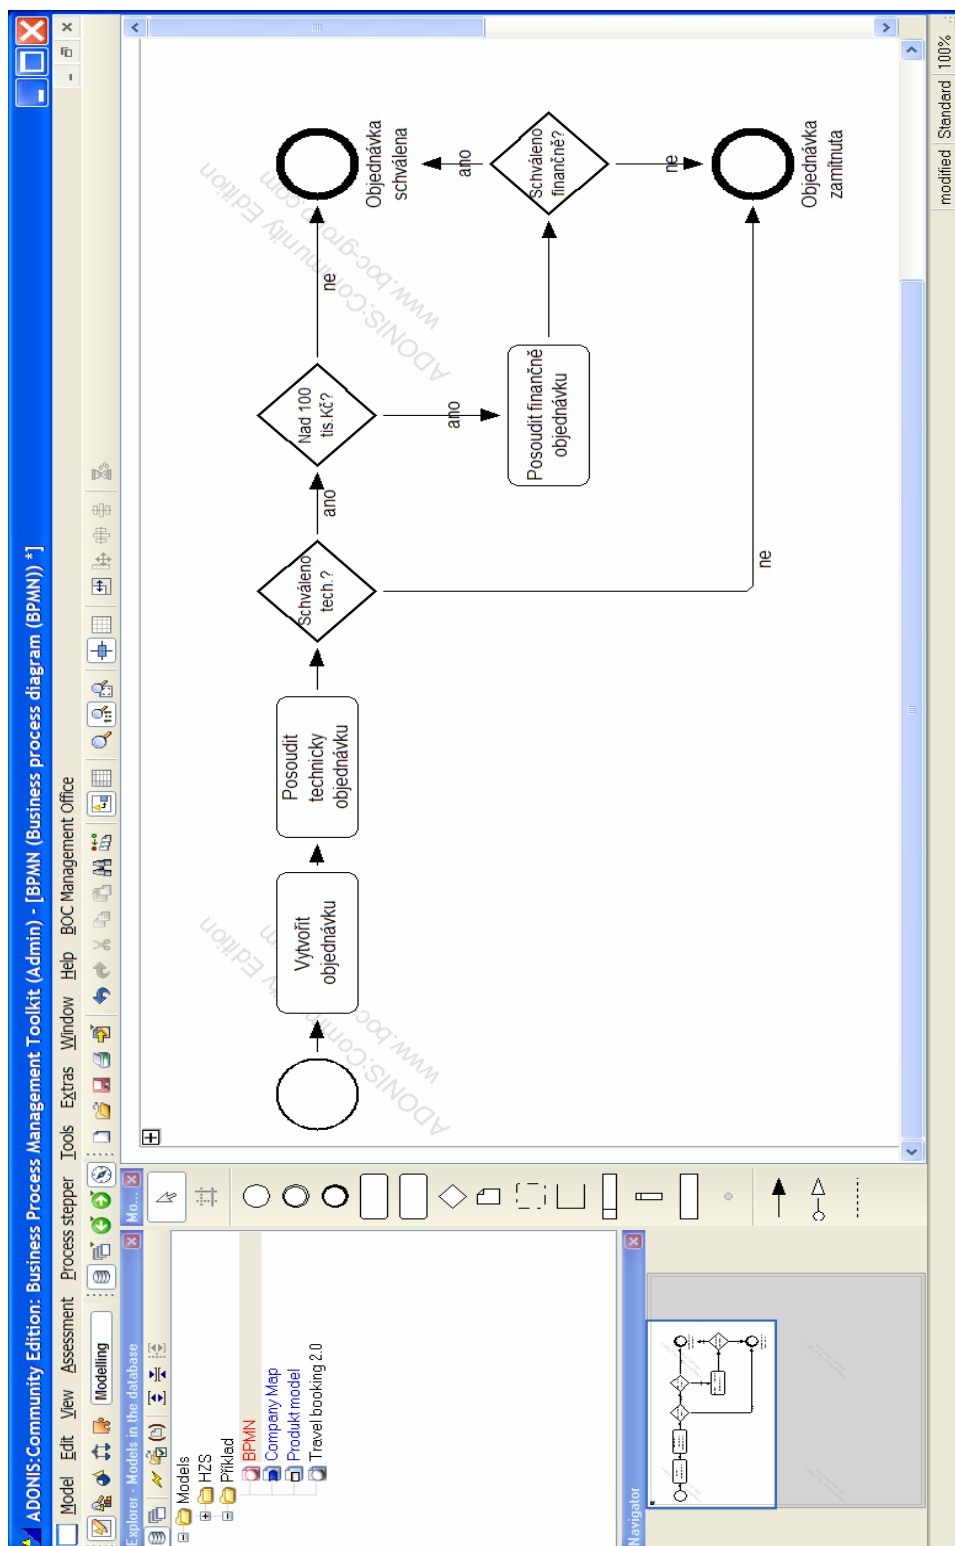 ADONIS:Community Edition: Business Process Management Toolkit (Admin) - [BPMN (Business process diagram (BPMN)) *]
Model Edit View Assessment Process stepper Tools Extras Window Help BOC Management Office
Modelling
Explorer - Models in the database
Models
HZS
Příklad
BPMN
Company Map
Produkt model
Travel booking 2.0
Navigator
Mo...
Vytvořit
objednávku
Posoudit
technicky
objednávku
Schváleno
tech.?
ano
Nad 100
tis.Kč?
ne
Objednávka
schválena
ano
Posoudit finančně
objednávku
Schváleno
finančně?
ano
ne
Objednávka
zamítnuta
ne
ADONIS:Community Edition
www.boc-group.com
ADONIS:Community Edition
www.boc-
modified Standard 100%